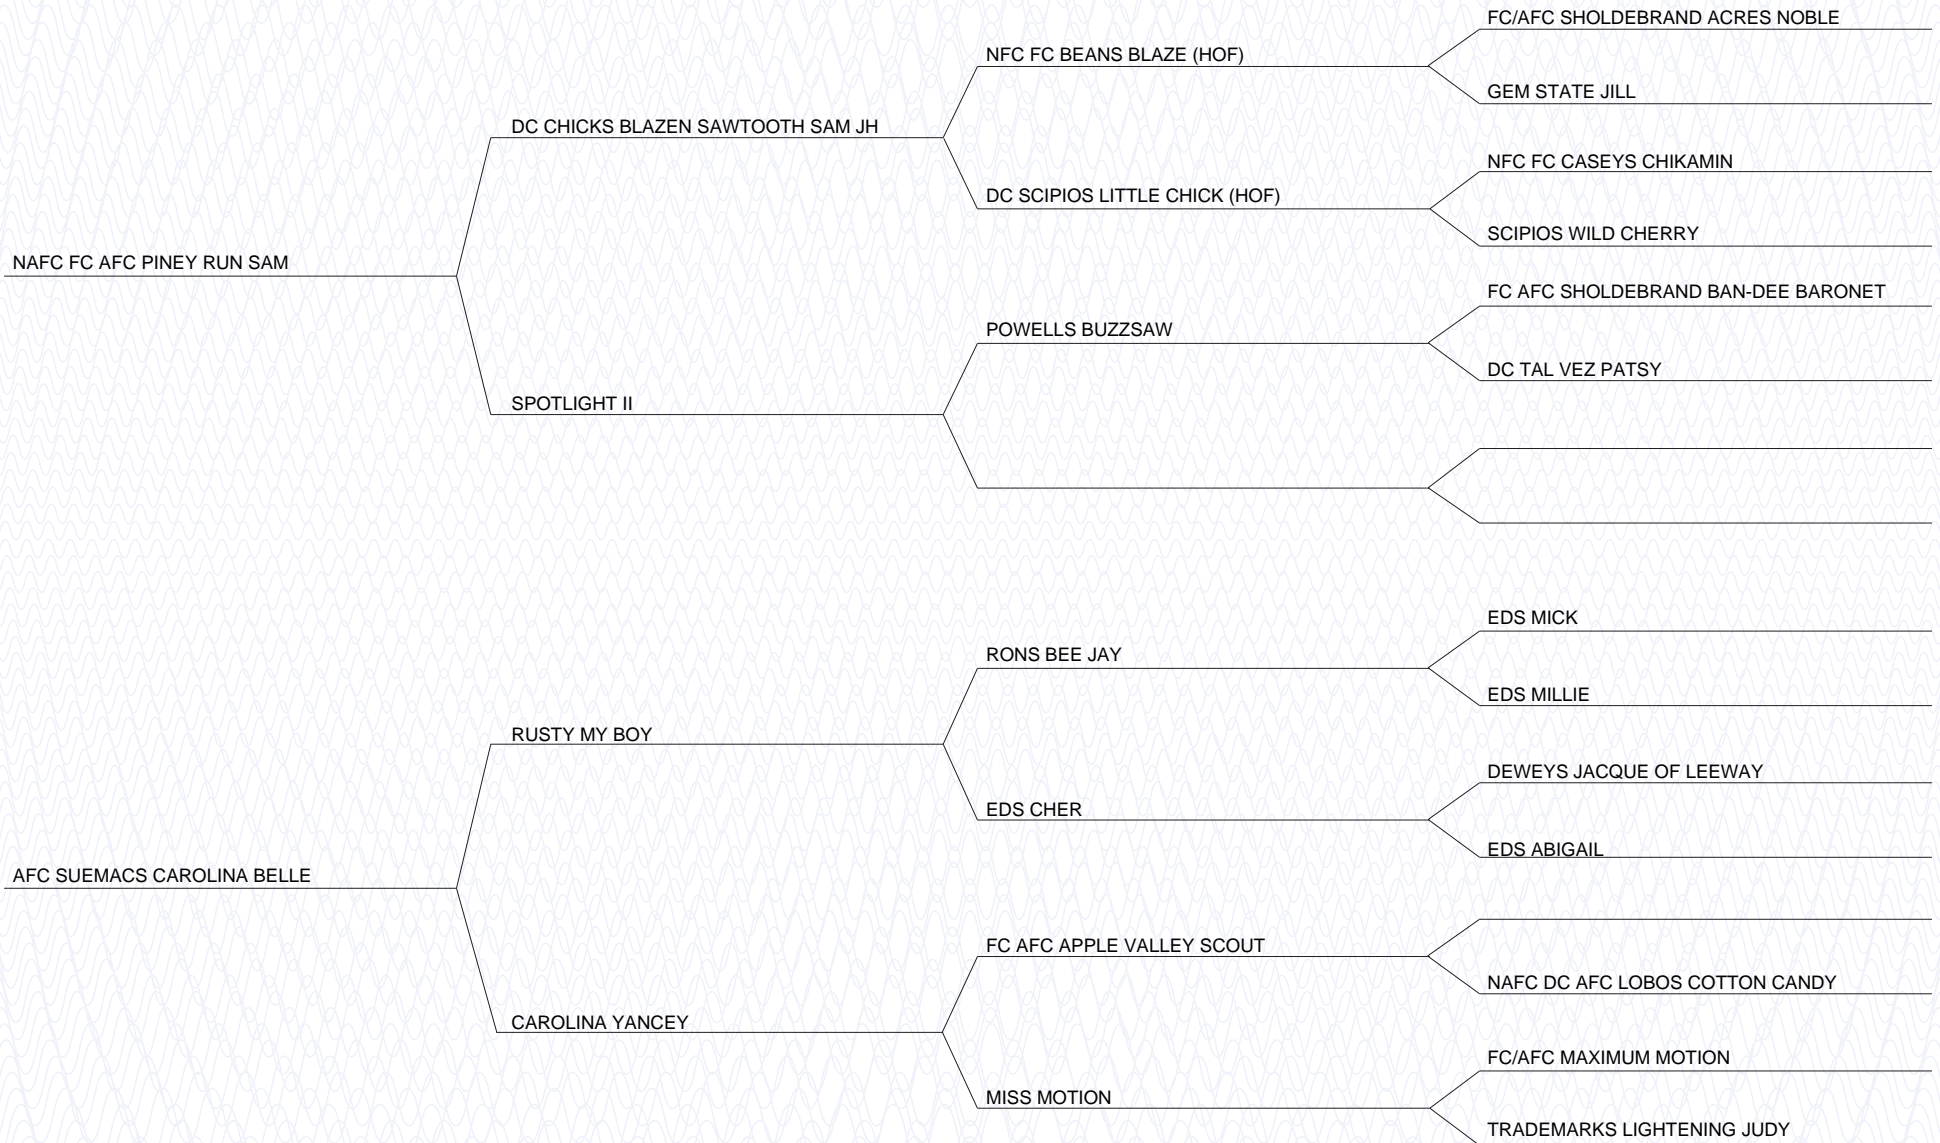 FC/AFC SHOLDEBRAND ACRES NOBLE
NFC FC BEANS BLAZE (HOF)
GEM STATE JILL
DC CHICKS BLAZEN SAWTOOTH SAM JH
NFC FC CASEYS CHIKAMIN
DC SCIPIOS LITTLE CHICK (HOF)
SCIPIOS WILD CHERRY
NAFC FC AFC PINEY RUN SAM
FC AFC SHOLDEBRAND BAN-DEE BARONET
POWELLS BUZZSAW
DC TAL VEZ PATSY
SPOTLIGHT II
EDS MICK
RONS BEE JAY
EDS MILLIE
RUSTY MY BOY
DEWEYS JACQUE OF LEEWAY
EDS CHER
EDS ABIGAIL
AFC SUEMACS CAROLINA BELLE
FC AFC APPLE VALLEY SCOUT
NAFC DC AFC LOBOS COTTON CANDY
CAROLINA YANCEY
FC/AFC MAXIMUM MOTION
MISS MOTION
TRADEMARKS LIGHTENING JUDY